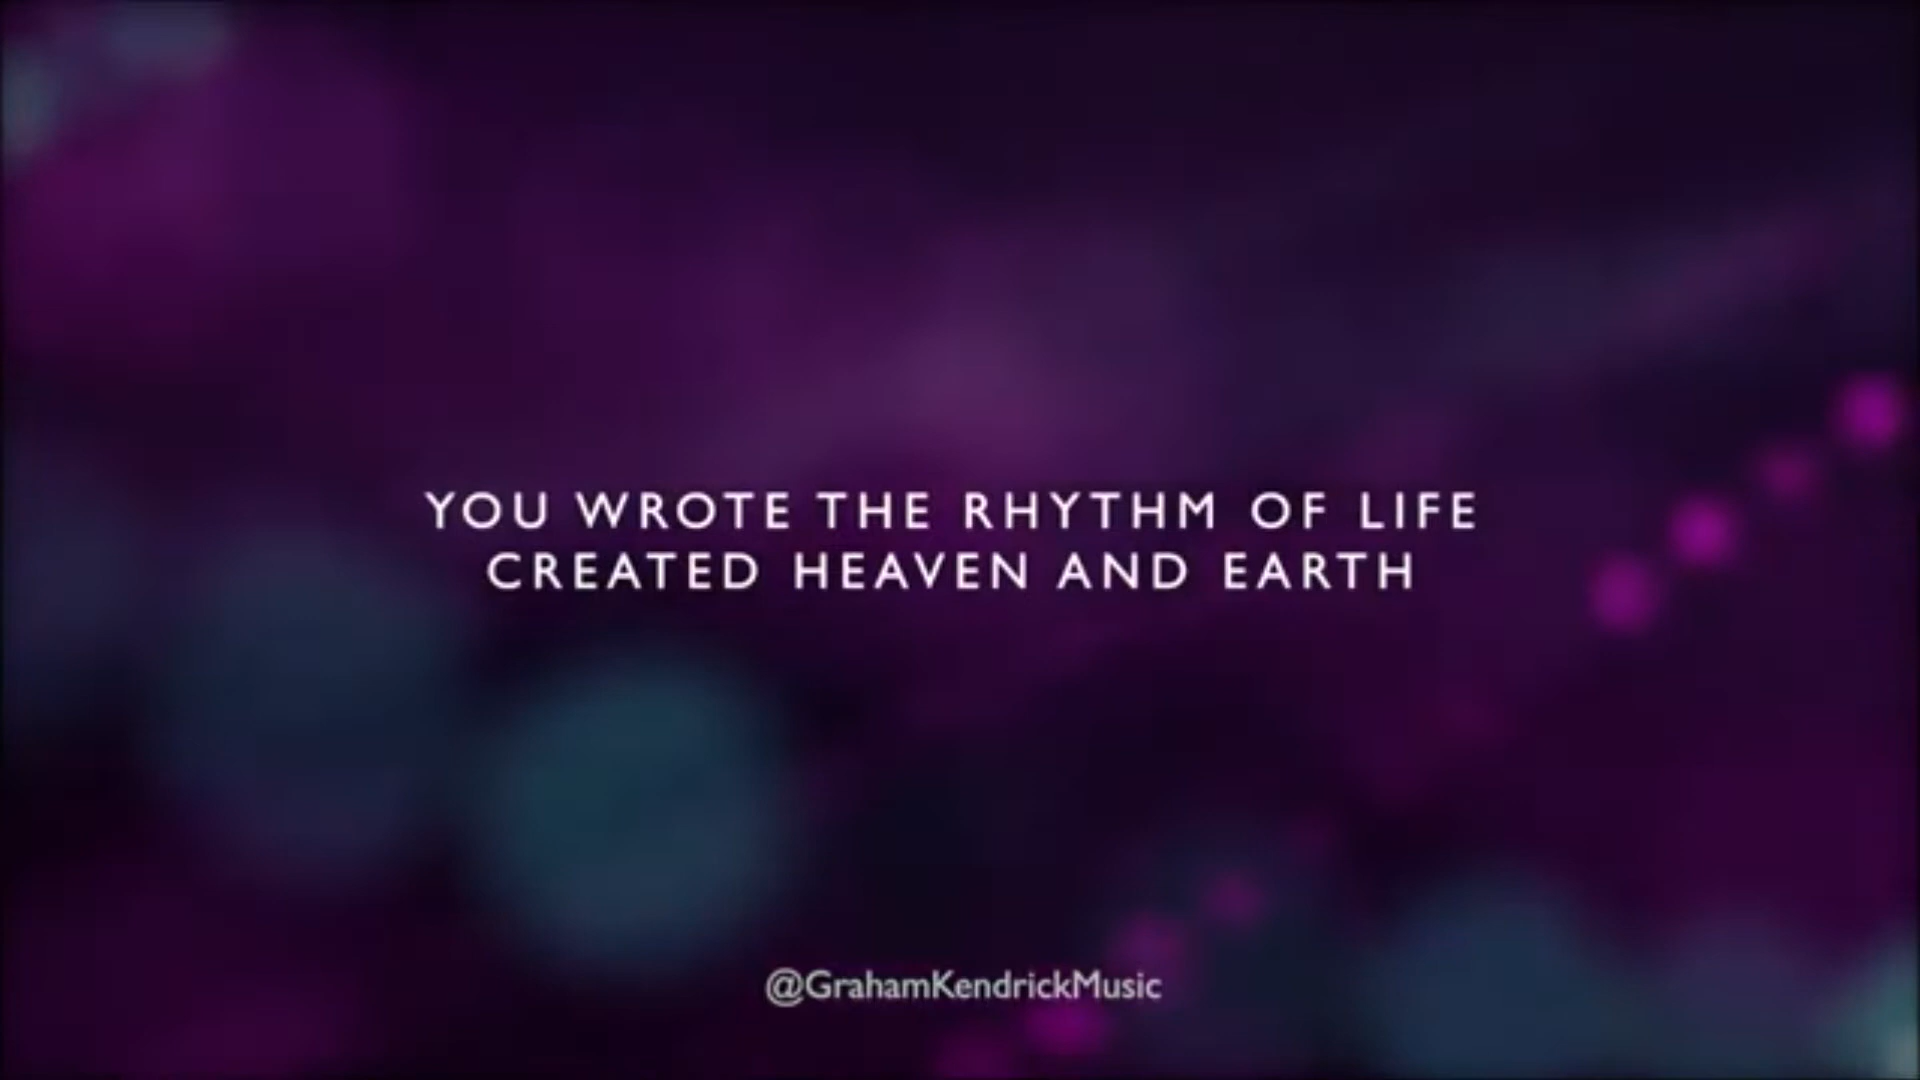 YOU WROTE THE RHYTHM OF LIFE
CREATED HEAVEN AND EARTH
@GrahamKendrickMusic